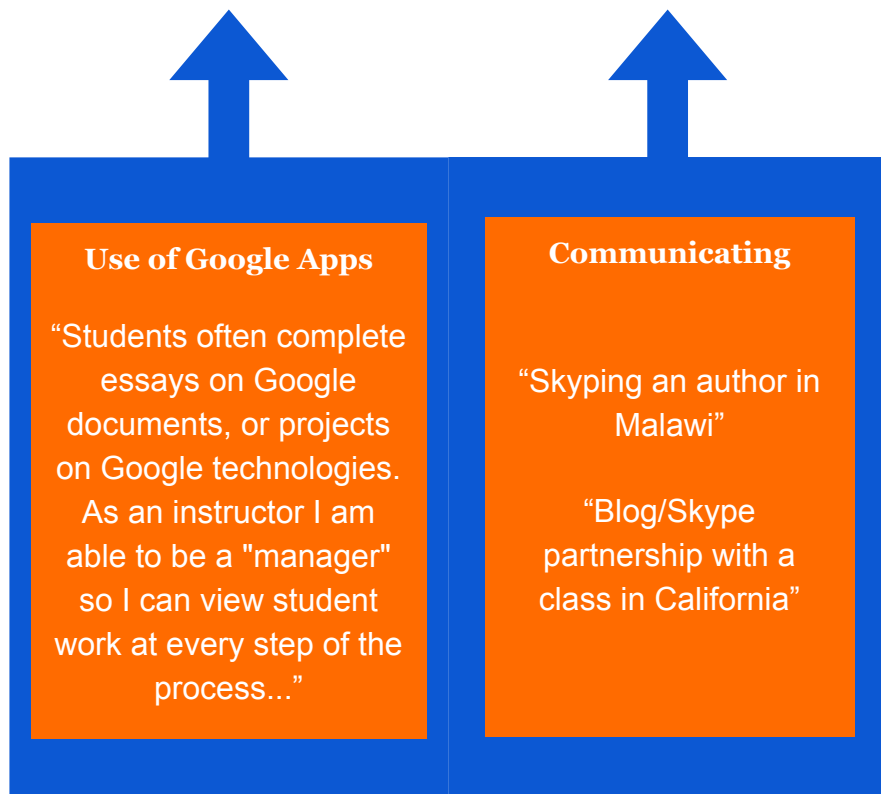 Use of Google Apps
“Students often complete
essays on Google
documents, or projects
on Google technologies.
As an instructor I am
able to be a "manager"
so I can view student
work at every step of the
process...”
Communicating
“Skyping an author in
Malawi”
“Blog/Skype
partnership with a
class in California”